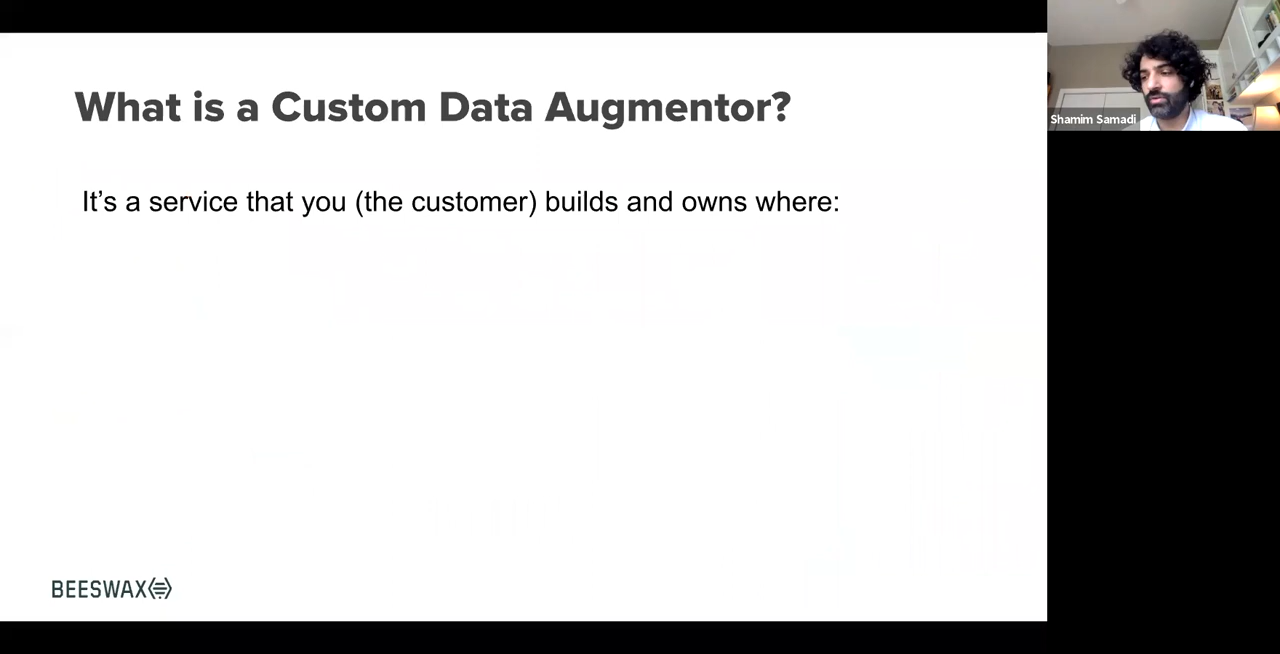 What is a Custom Data Augmentor?
Shamim Samadi
It’s a service that you (the customer) builds and owns where:
BEESWAX